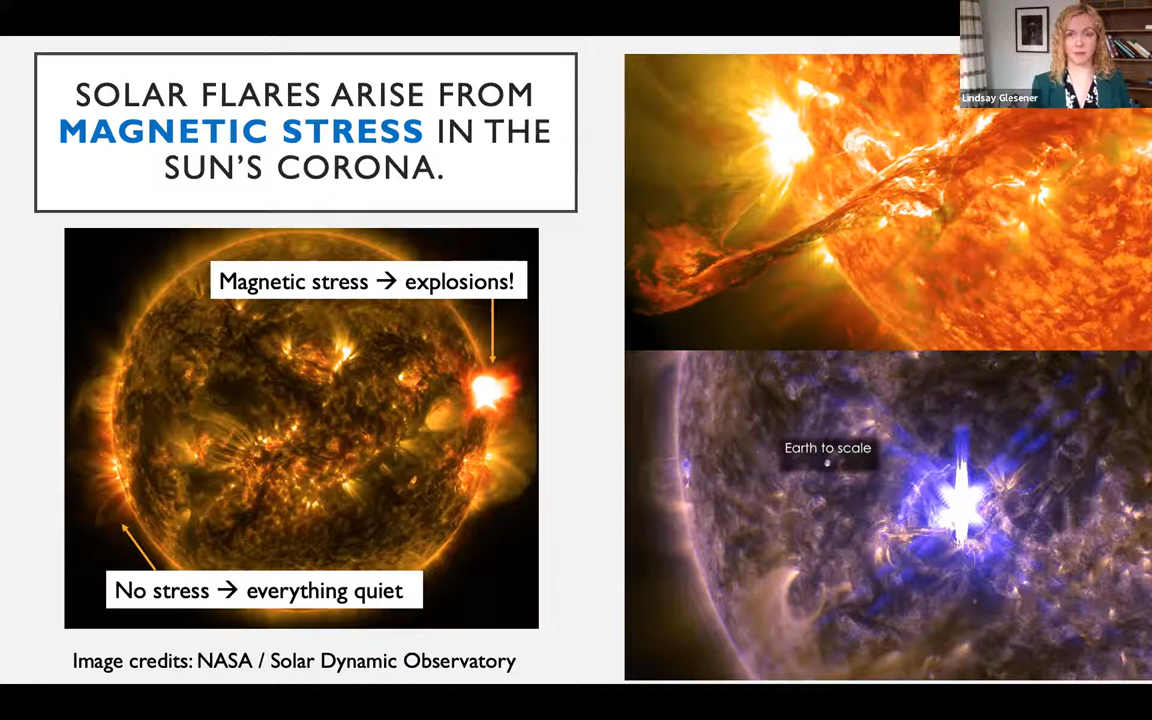 SOLAR FLARES ARISE FROM
MAGNETIC STRESS IN THE
SUN'S CORONA.
Magnetic stress → explosions!
No stress → everything quiet
Image credits: NASA / Solar Dynamic Observatory
Lindsay Glesener
Earth to scale